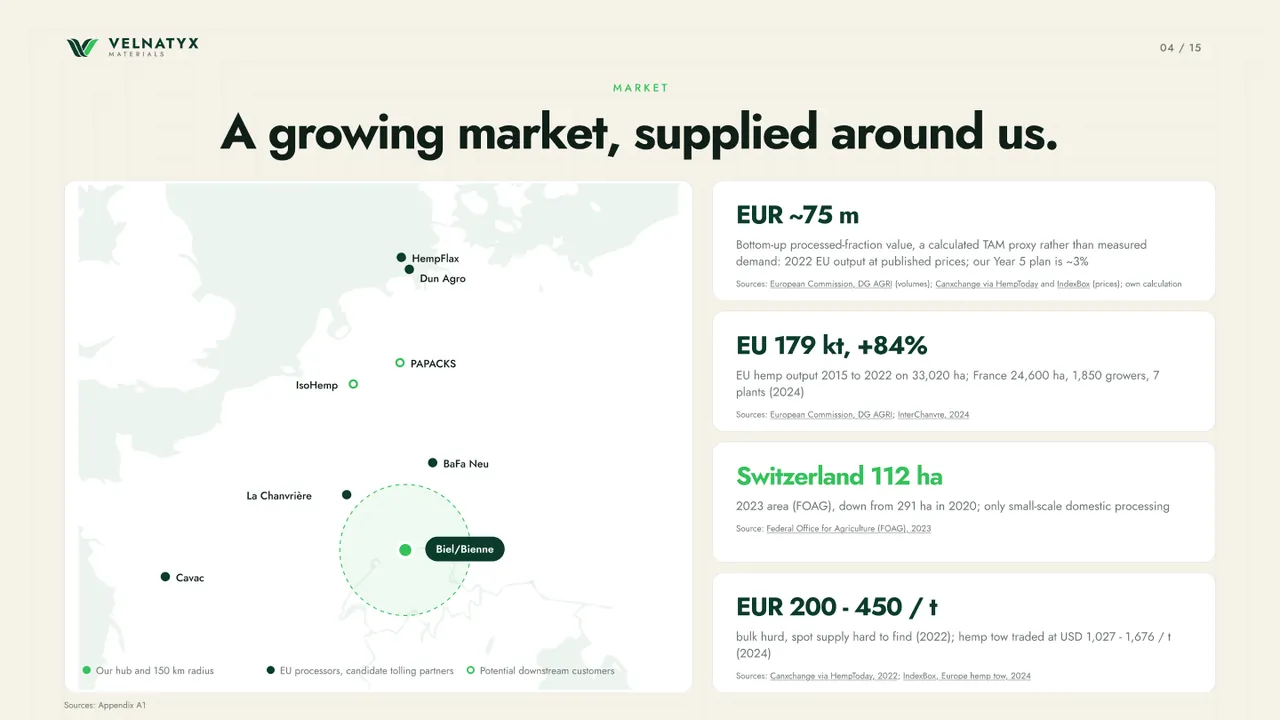 VELNATYX
MATERIALS
04 / 15
MARKET
A growing market, supplied around us.
HempFlax
Dun Agro
PAPACKS
IsoHemp
BaFa Neu
La Chanvrière
Biel/Bienne
Cavac
Our hub and 150 km radius
EU processors, candidate tolling partners
Potential downstream customers
EUR ~75 m
Bottom-up processed-fraction value, a calculated TAM proxy rather than measured
demand: 2022 EU output at published prices; our Year 5 plan is ~3%
Sources: European Commission, DG AGRI (volumes); Canxchange via HempToday and IndexBox (prices); own calculation
EU 179 kt, +84%
EU hemp output 2015 to 2022 on 33,020 ha; France 24,600 ha, 1,850 growers, 7
plants (2024)
Sources: European Commission, DG AGRI; InterChanvre, 2024
Switzerland 112 ha
2023 area (FOAG), down from 291 ha in 2020; only small-scale domestic processing
Source: Federal Office for Agriculture (FOAG), 2023
EUR 200 - 450 / t
bulk hurd, spot supply hard to find (2022); hemp tow traded at USD 1,027 - 1,676 / t
(2024)
Sources: Canxchange via HempToday, 2022; IndexBox, Europe hemp tow, 2024
Sources: Appendix A1